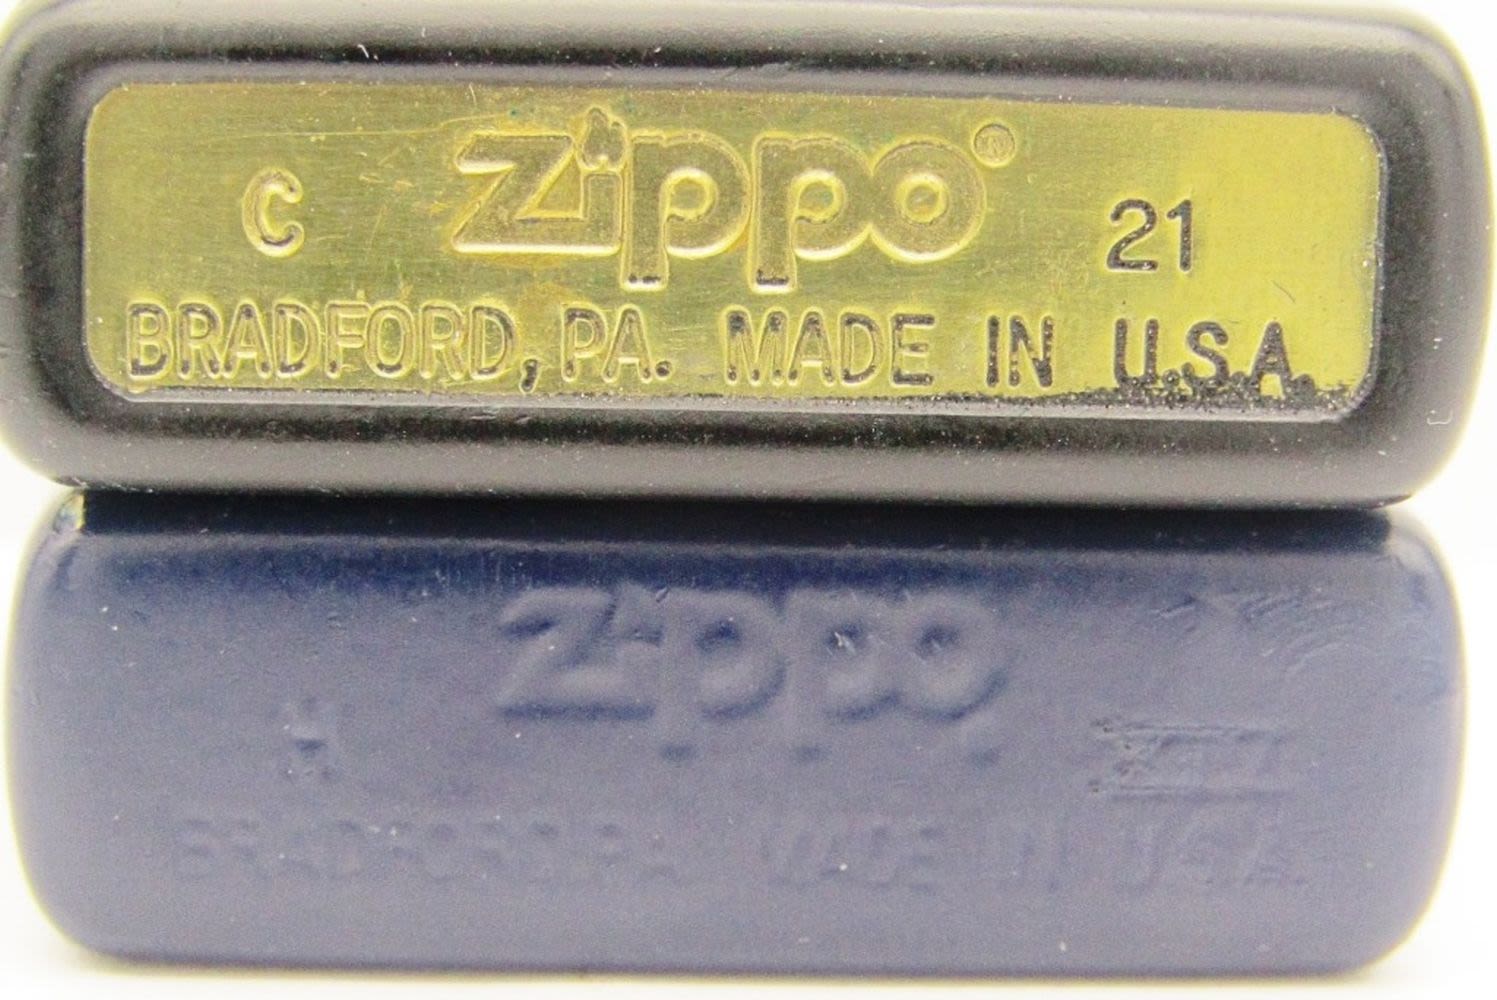 C Zippo® 21
BRADFORD, PA. MADE IN U.S.A.
H Zippo
BRADFORD, PA. MADE IN U.S.A.